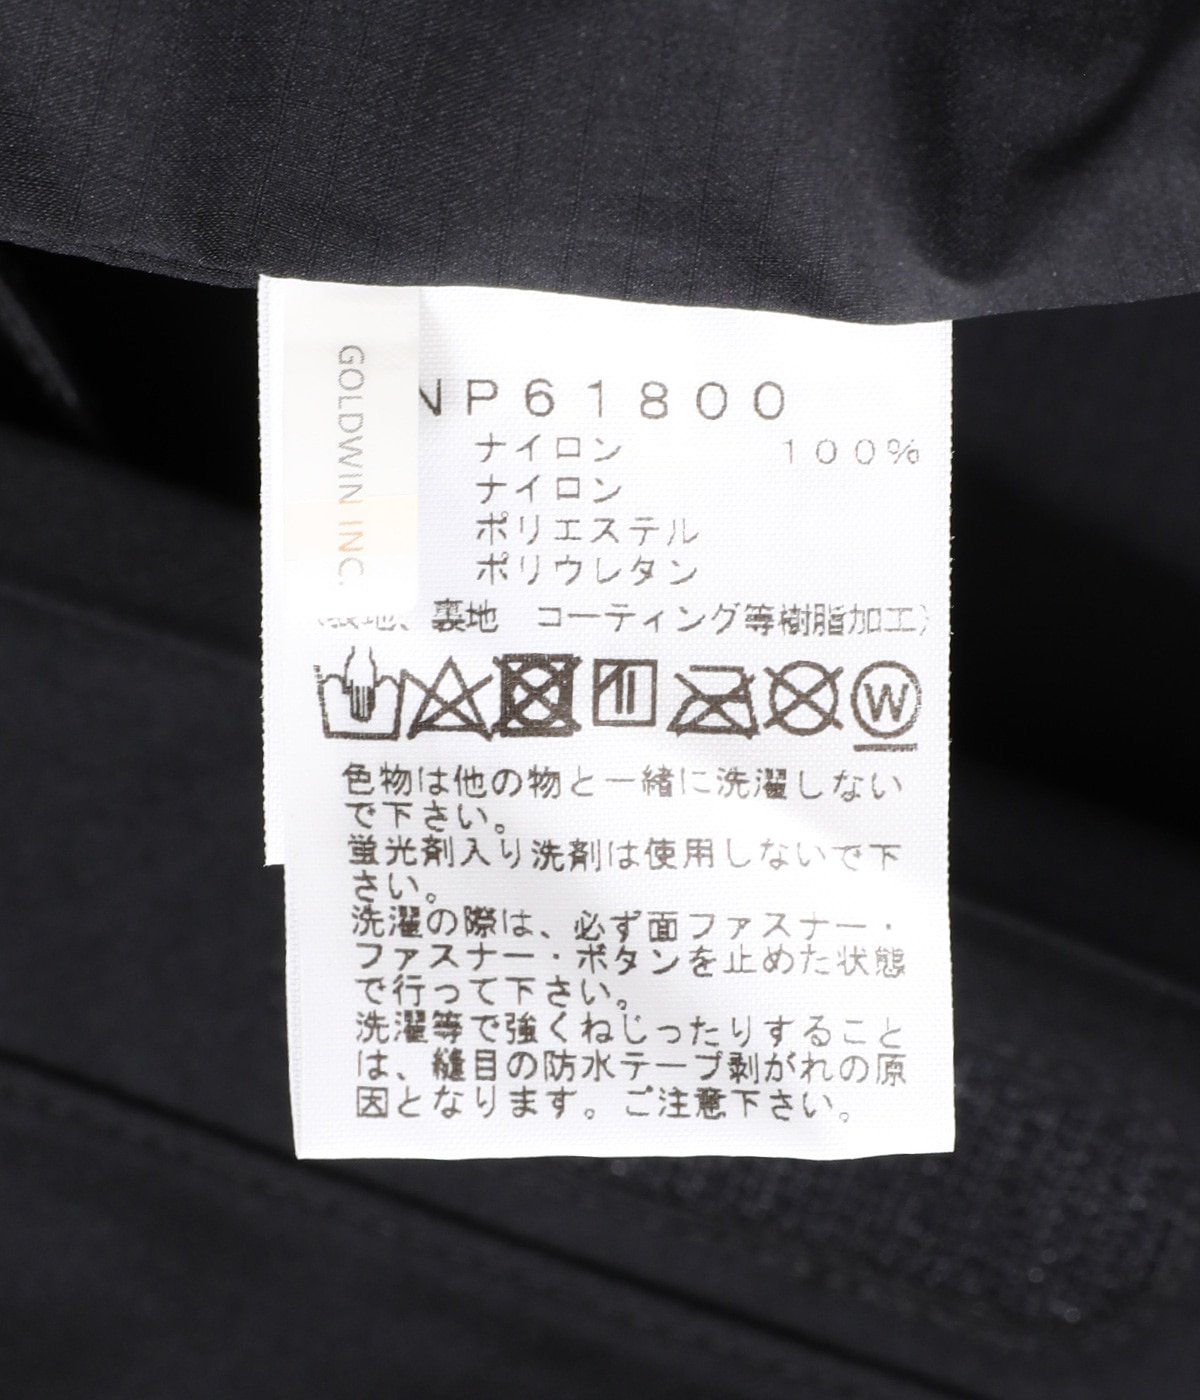 GOLDWIN INC.
NP61800
ナイロン 100%
ナイロン
ポリエステル
ポリウレタン
裏地 コーティング等樹脂加工）
W
色物は他の物と一緒に洗濯しない
で下さい。
蛍光剤入り洗剤は使用しないで下
さい。
洗濯の際は、必ず面ファスナー・
ファスナー・ボタンを止めた状態
で行って下さい。
洗濯等で強くねじったりすること
は、縫目の防水テープ剥がれの原
因となります。ご注意下さい。